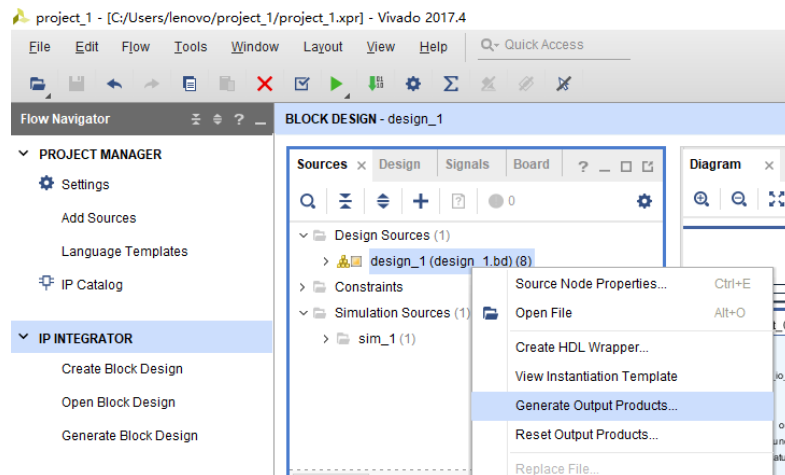 project_1 - [C:/Users/lenovo/project_1/project_1.xpr] - Vivado 2017.4
File Edit Flow Tools Window Layout View Help Quick Access
Flow Navigator ? _
BLOCK DESIGN - design_1
PROJECT MANAGER
Settings
Add Sources
Language Templates
IP Catalog
IP INTEGRATOR
Create Block Design
Open Block Design
Generate Block Design
Sources × Design Signals Board ? _
0
Design Sources (1)
design_1 (design_1.bd) (8)
Constraints
Simulation Sources (1)
sim_1 (1)
Source Node Properties... Ctrl+E
Open File Alt+O
Create HDL Wrapper...
View Instantiation Template
Generate Output Products...
Reset Output Products...
Replace File...
Diagram ×